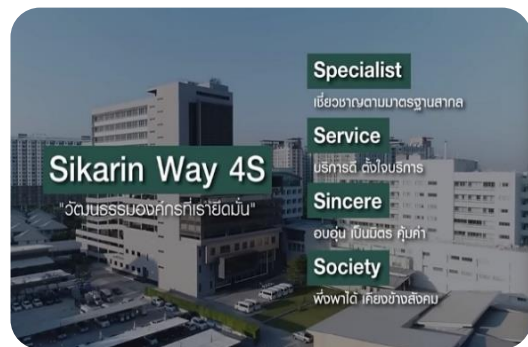 Sikarin Way 4S
"วัฒนธรรมองค์กรที่เรายึดมั่น"
Specialist
เชี่ยวชาญตามมาตรฐานสากล
Service
บริการดี ตั้งใจบริการ
Sincere
อบอุ่น เป็นมิตร คุ้มค่า
Society
พึ่งพาได้ เคียงข้างสังคม